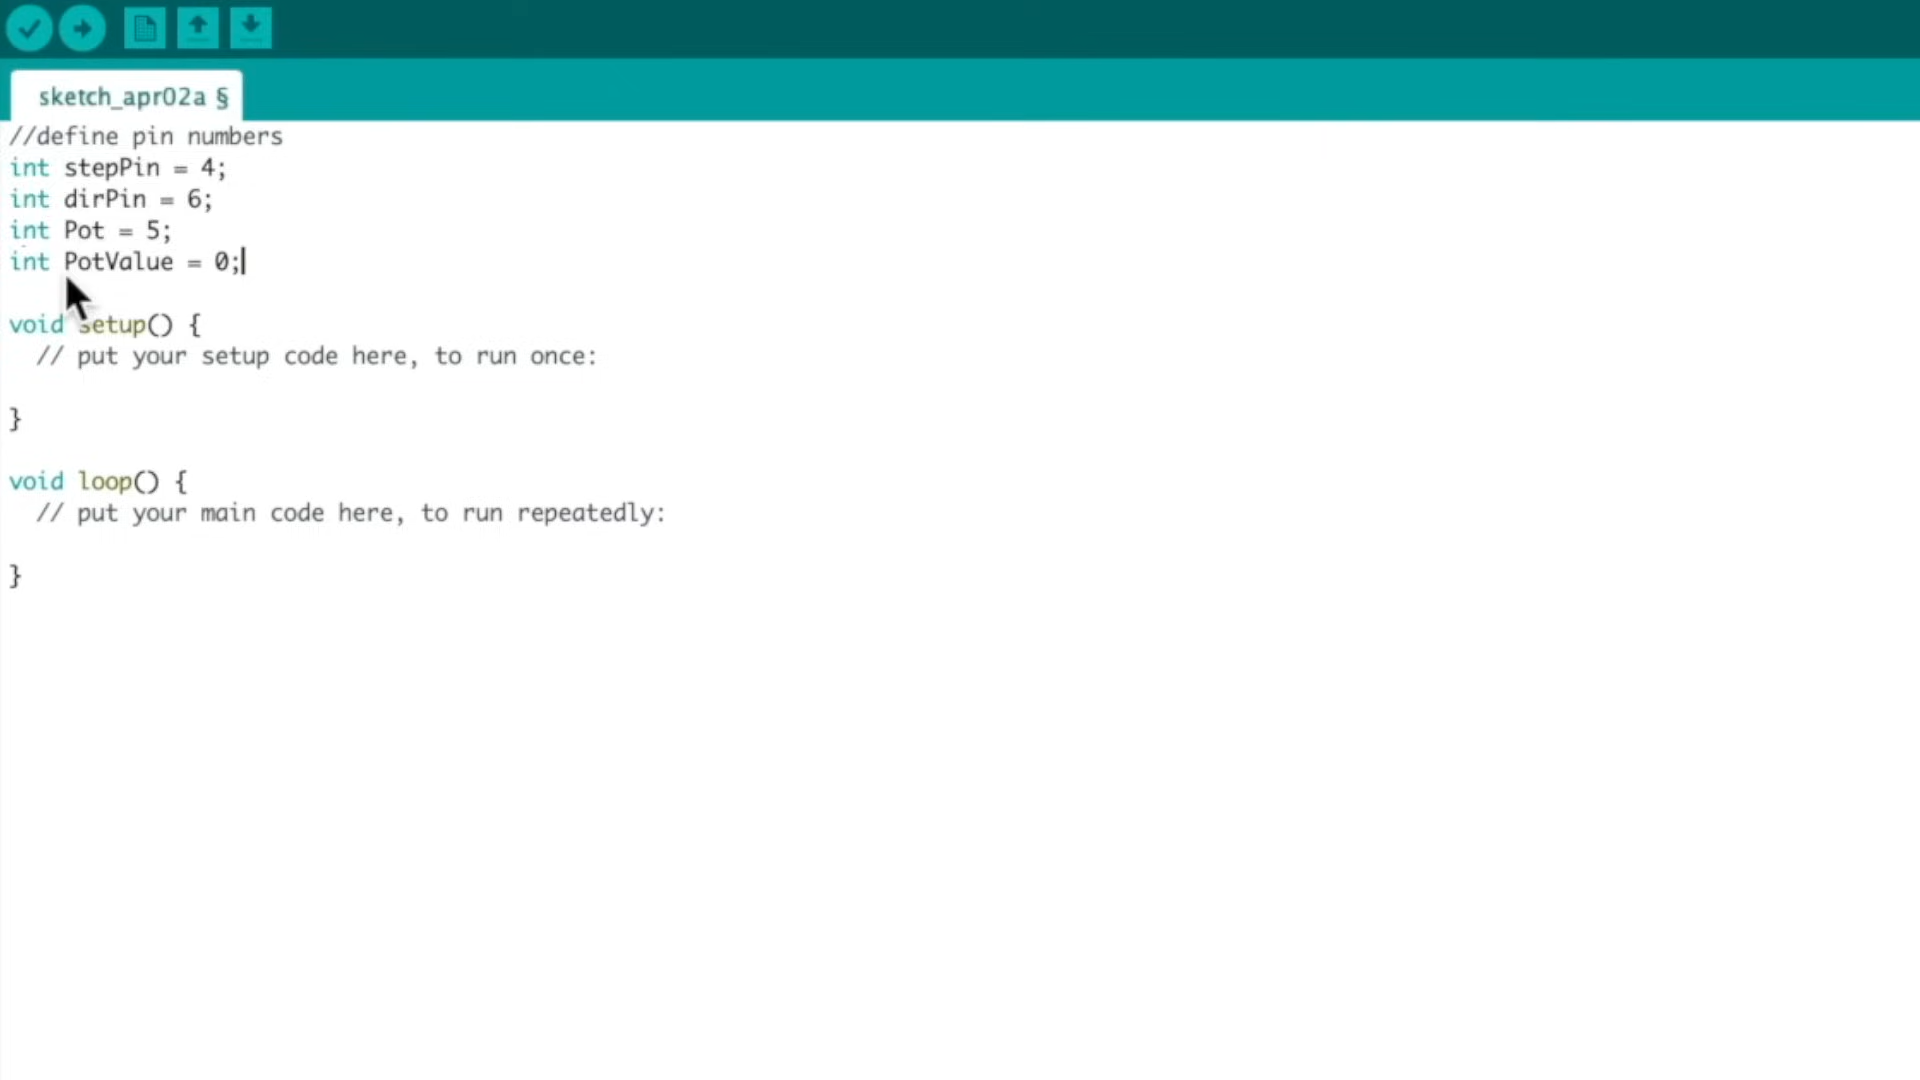 sketch_apr02a §
//define pin numbers
int stepPin = 4;
int dirPin = 6;
int Pot = 5;
int PotValue = 0;
void setup() {
// put your setup code here, to run once:
}
void loop() {
// put your main code here, to run repeatedly:
}